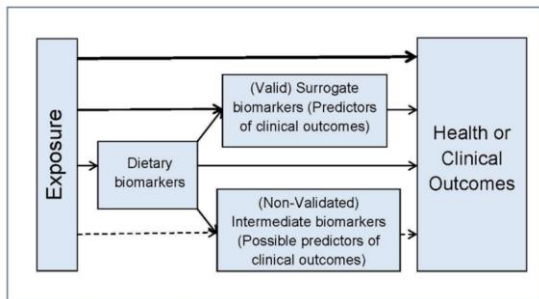 Exposure
(Valid) Surrogate
biomarkers (Predictors
of clinical outcomes)
Dietary
biomarkers
(Non-Validated)
Intermediate biomarkers
(Possible predictors of
clinical outcomes)
Health or
Clinical
Outcomes